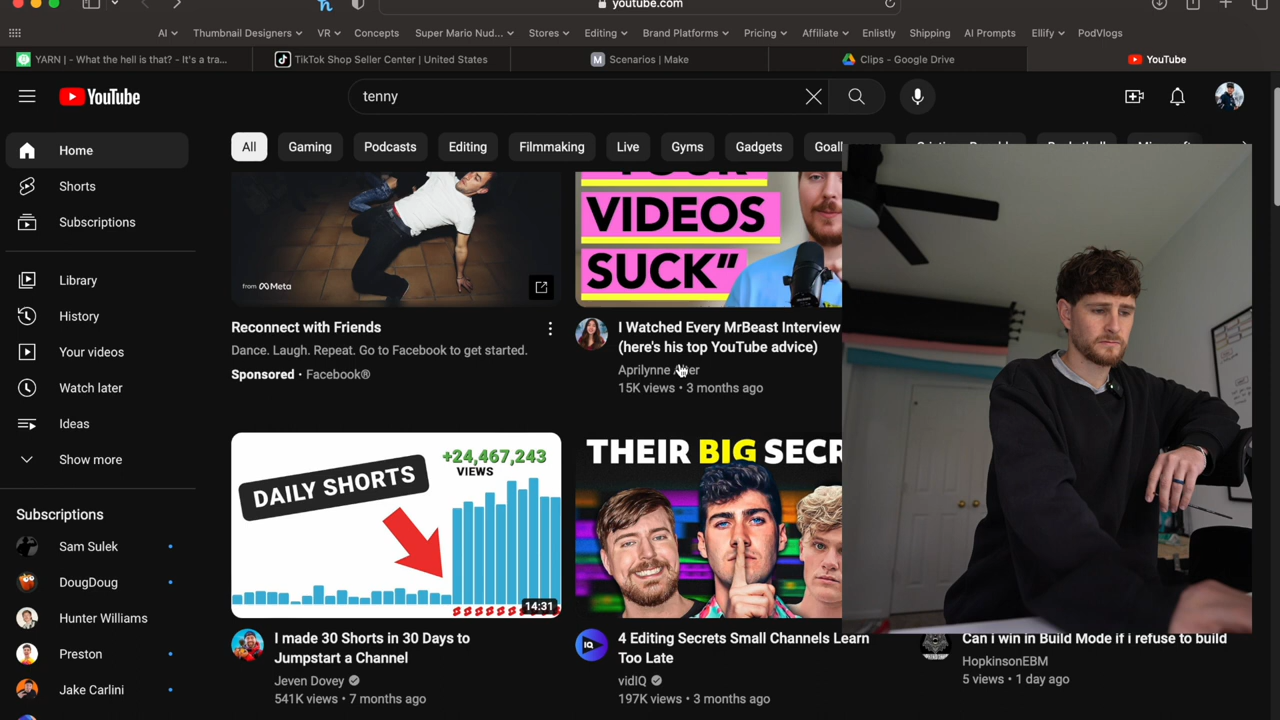 youtube.com
AI
Thumbnail Designers
VR
Concepts
Super Mario Nud...
Stores
Editing
Brand Platforms
Pricing
Affiliate
Enlistly
Shipping
AI Prompts
Ellify
PodVlogs
YARN | - What the hell is that? - It's a tra...
TikTok Shop Seller Center | United States
Scenarios | Make
Clips - Google Drive
YouTube
YouTube
tenny
All
Gaming
Podcasts
Editing
Filmmaking
Live
Gyms
Gadgets
Home
Shorts
Subscriptions
Library
History
Your videos
Watch later
Ideas
Show more
Subscriptions
Sam Sulek
DougDoug
Hunter Williams
Preston
Jake Carlini
from Meta
Reconnect with Friends
Dance. Laugh. Repeat. Go to Facebook to get started.
Sponsored · Facebook®
VIDEOS
SUCK"
I Watched Every MrBeast Interview
(here's his top YouTube advice)
Aprilynne
15K views · 3 months ago
+24,467,243
VIEWS
DAILY SHORTS
14:31
I made 30 Shorts in 30 Days to
Jumpstart a Channel
Jeven Dovey
541K views · 7 months ago
THEIR BIG SECR
IQ
4 Editing Secrets Small Channels Learn
Too Late
vidIQ
197K views · 3 months ago
Can i win in Build Mode if i refuse to build
HopkinsonEBM
5 views · 1 day ago